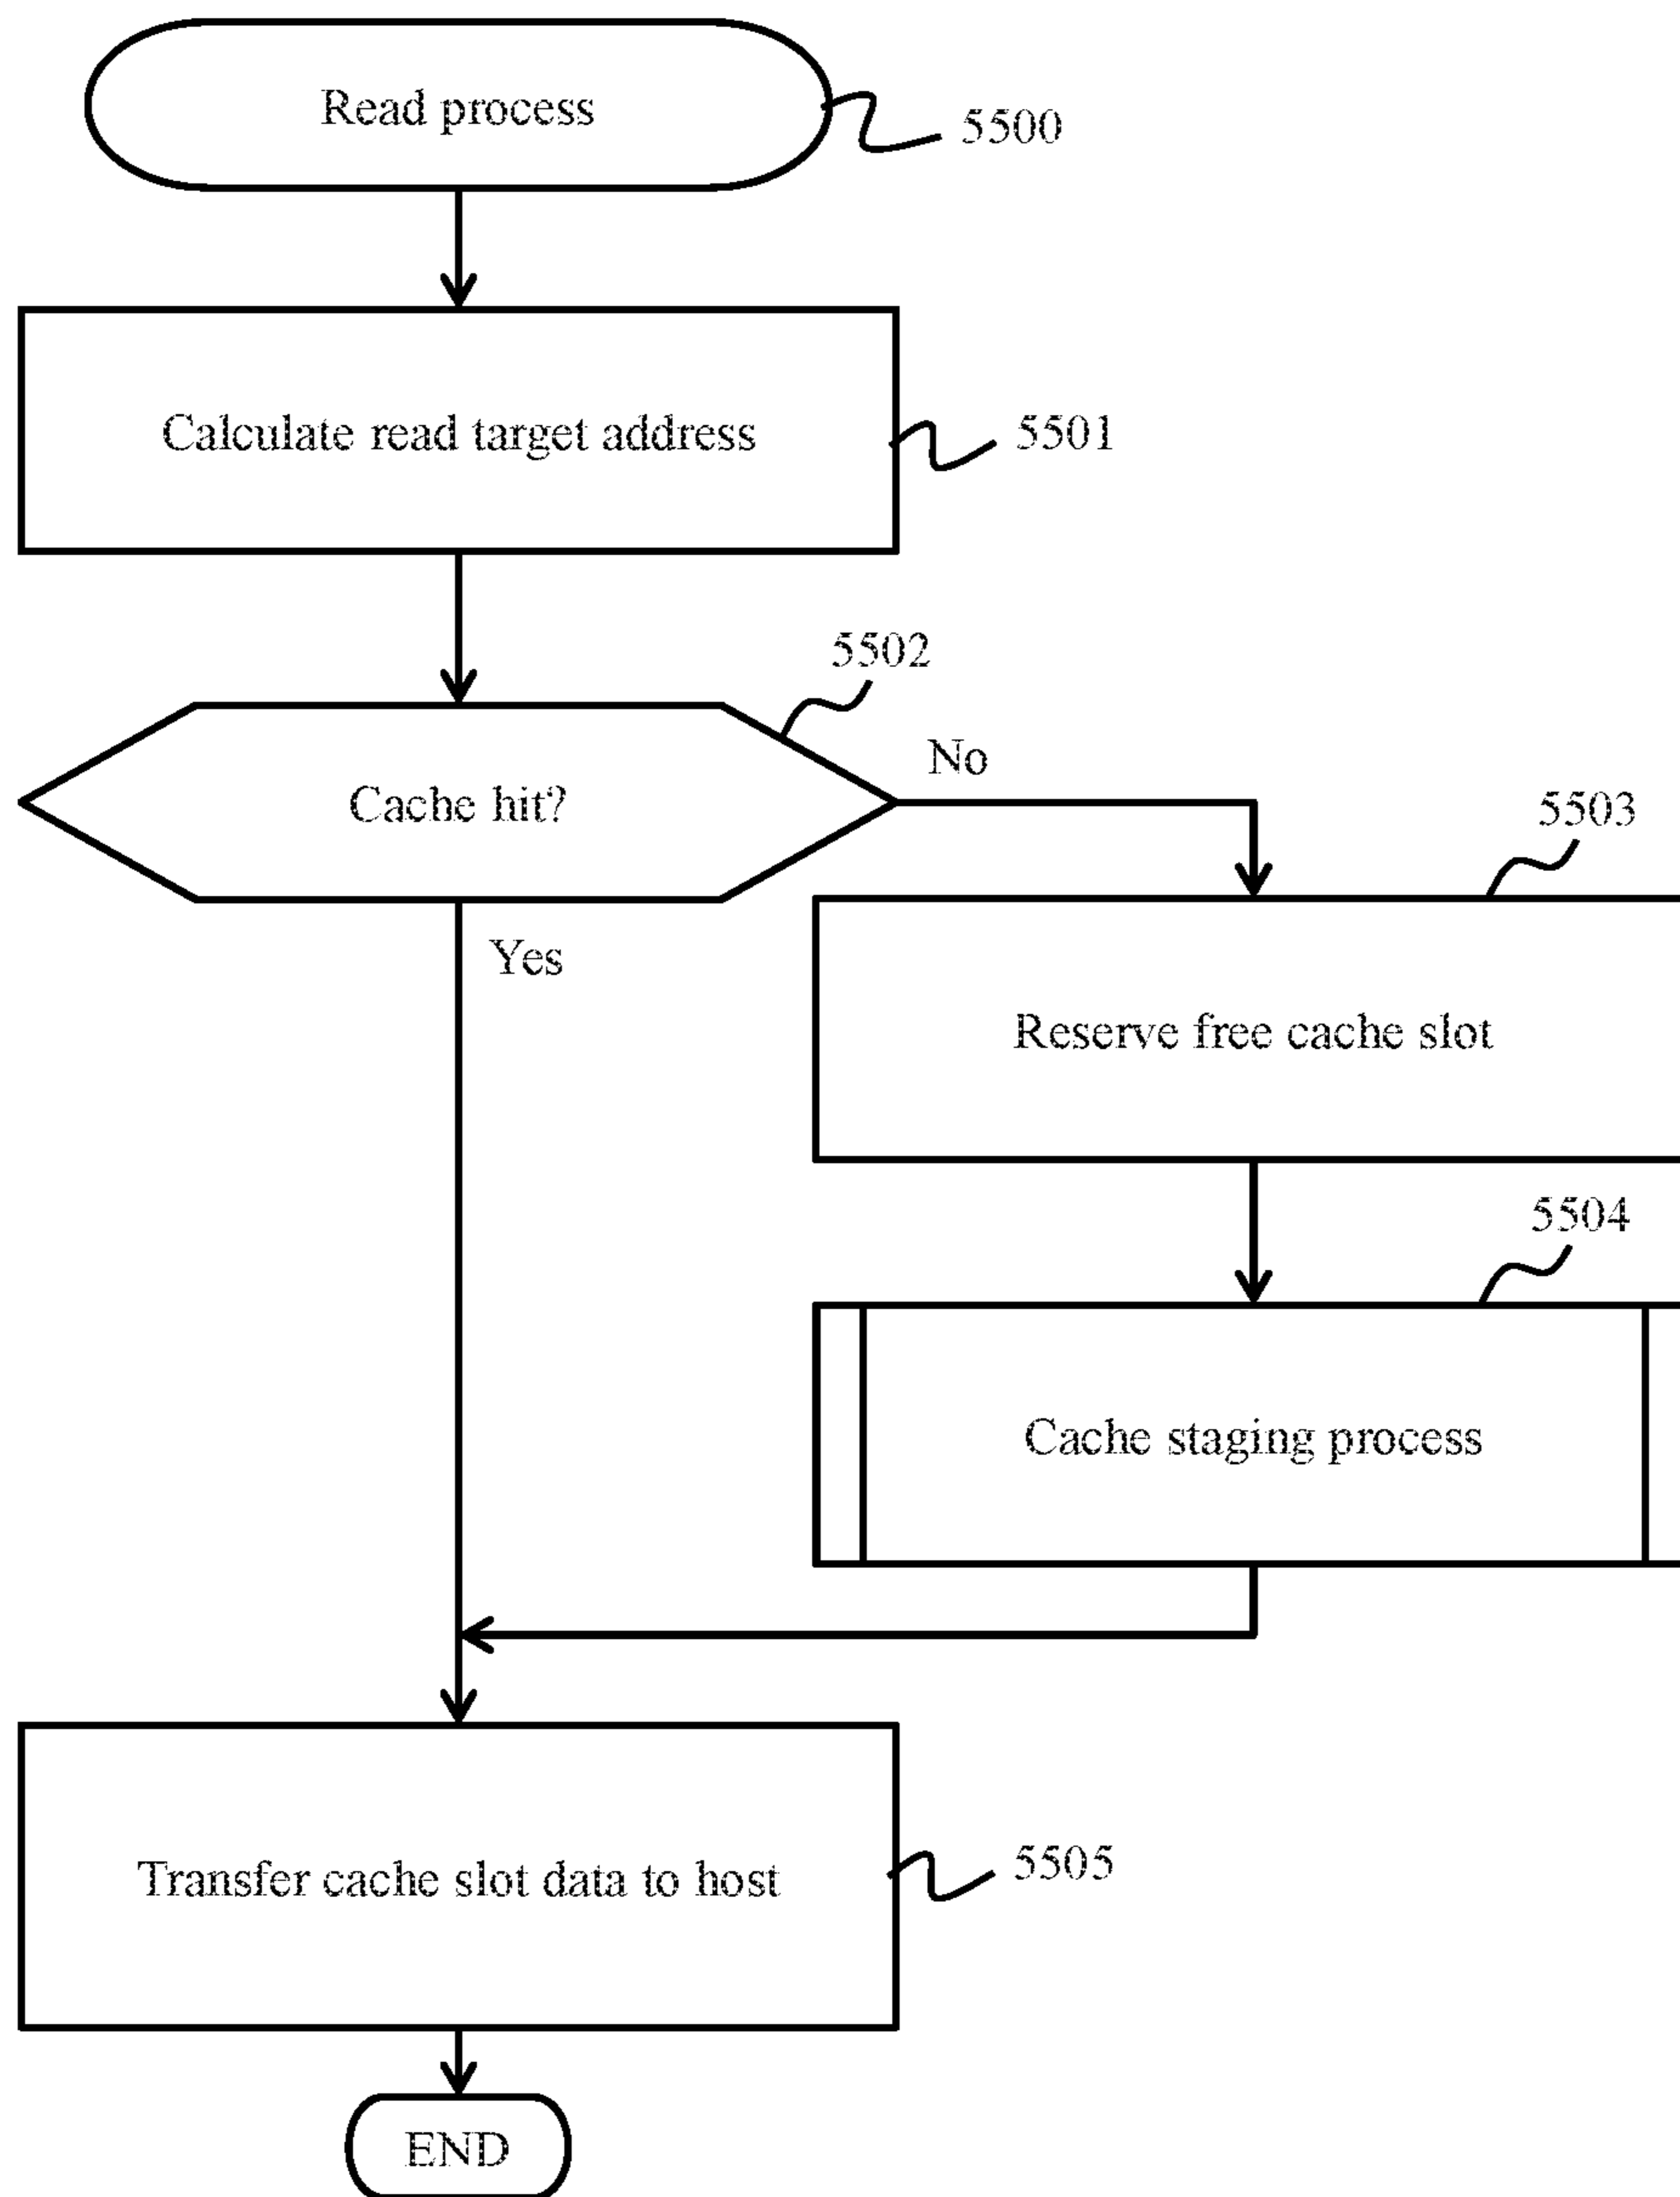 Read process
5500
Calculate read target address
5501
5502
Cache hit?
No
Yes
5503
Reserve free cache slot
5504
Cache staging process
Transfer cache slot data to host
5505
END